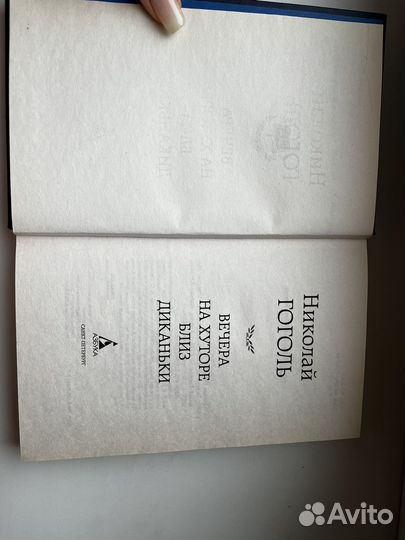 Николай
ГОГОЛЬ
ВЕЧЕРА
НА ХУТОРЕ
БЛИЗ
ДИКАНЬКИ
АЗБУКА
САНКТ-ПЕТЕРБУРГ
Avito